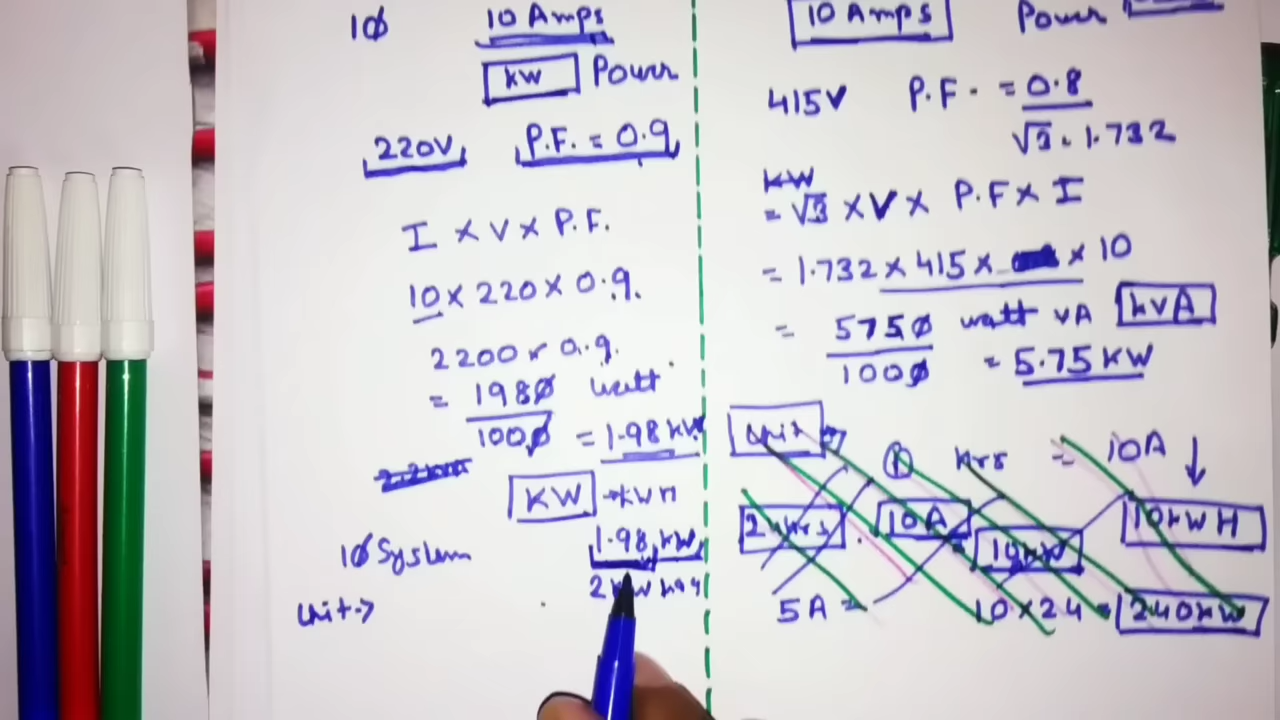 1Φ 10 Amps
kW Power
220V P.F. = 0.9
I × V × P.F.
10 × 220 × 0.9.
2200 × 0.9.
= 1980 watt
1000 = 1.98 kW
KW → KWH
1Φ System 1.98 kW
Unit →
10 Amps Power
415V P.F. = 0.8
√3 = 1.732
KW
= √3 × V × P.F × I
= 1.732 × 415 × × 10
= 5750 watt VA kVA
1000 = 5.75 KW
Unit 1 Hrs = 10A ↓
24Hrs. 10A 10KW 10KWH
5A = 10 × 24 = 240KW